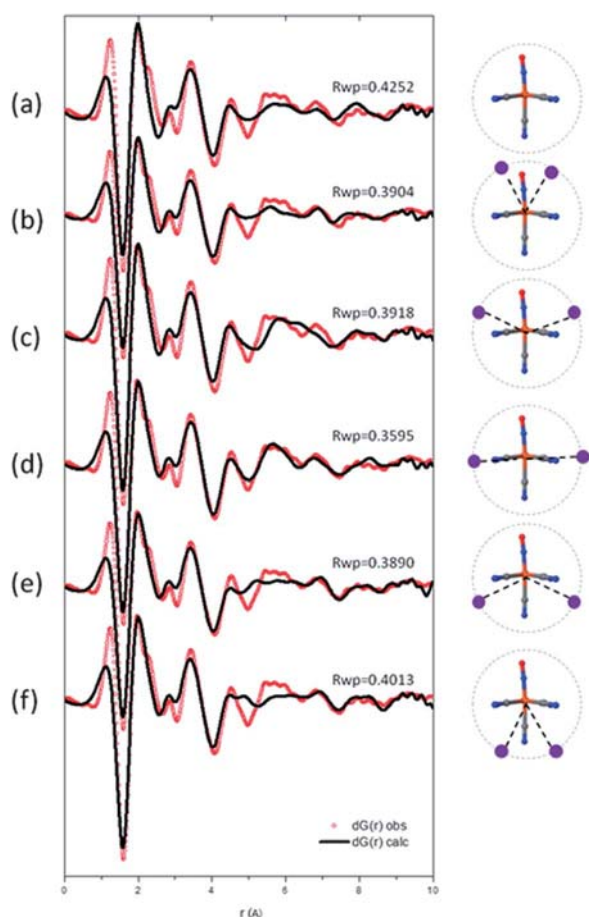 (a)
Rwp=0.4252
(b)
Rwp=0.3904
(c)
Rwp=0.3918
(d)
Rwp=0.3595
(e)
Rwp=0.3890
(f)
Rwp=0.4013
dG(r) obs
dG(r) calc
0 2 4 6 8 10
r (A)